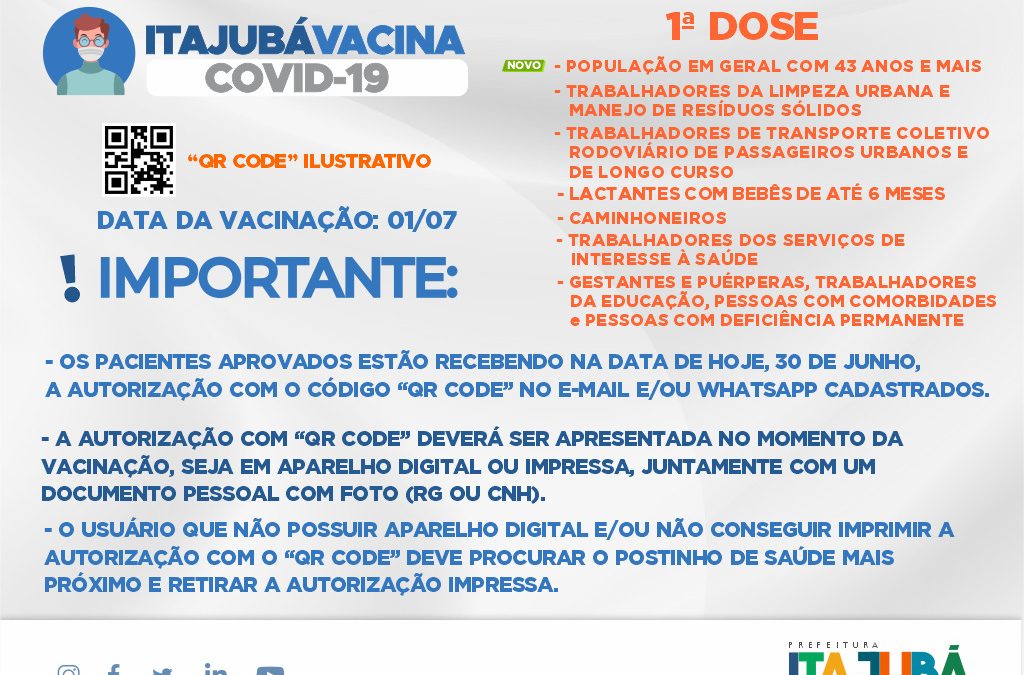 ITAJUBÁVACINA
COVID-19
"QR CODE" ILUSTRATIVO
DATA DA VACINAÇÃO: 01/07
! IMPORTANTE:
1ª DOSE
NOVO - POPULAÇÃO EM GERAL COM 43 ANOS E MAIS
- TRABALHADORES DA LIMPEZA URBANA E
MANEJO DE RESÍDUOS SÓLIDOS
- TRABALHADORES DE TRANSPORTE COLETIVO
RODOVIÁRIO DE PASSAGEIROS URBANOS E
DE LONGO CURSO
- LACTANTES COM BEBÊS DE ATÉ 6 MESES
- CAMINHONEIROS
- TRABALHADORES DOS SERVIÇOS DE
INTERESSE À SAÚDE
- GESTANTES E PUÉRPERAS, TRABALHADORES
DA EDUCAÇÃO, PESSOAS COM COMORBIDADES
e PESSOAS COM DEFICIÊNCIA PERMANENTE
- OS PACIENTES APROVADOS ESTÃO RECEBENDO NA DATA DE HOJE, 30 DE JUNHO,
A AUTORIZAÇÃO COM O CÓDIGO "QR CODE" NO E-MAIL E/OU WHATSAPP CADASTRADOS.
- A AUTORIZAÇÃO COM "QR CODE" DEVERÁ SER APRESENTADA NO MOMENTO DA
VACINAÇÃO, SEJA EM APARELHO DIGITAL OU IMPRESSA, JUNTAMENTE COM UM
DOCUMENTO PESSOAL COM FOTO (RG OU CNH).
- O USUÁRIO QUE NÃO POSSUIR APARELHO DIGITAL E/OU NÃO CONSEGUIR IMPRIMIR A
AUTORIZAÇÃO COM O "QR CODE" DEVE PROCURAR O POSTINHO DE SAÚDE MAIS
PRÓXIMO E RETIRAR A AUTORIZAÇÃO IMPRESSA.
PREFEITURA
ITAJUBÁ